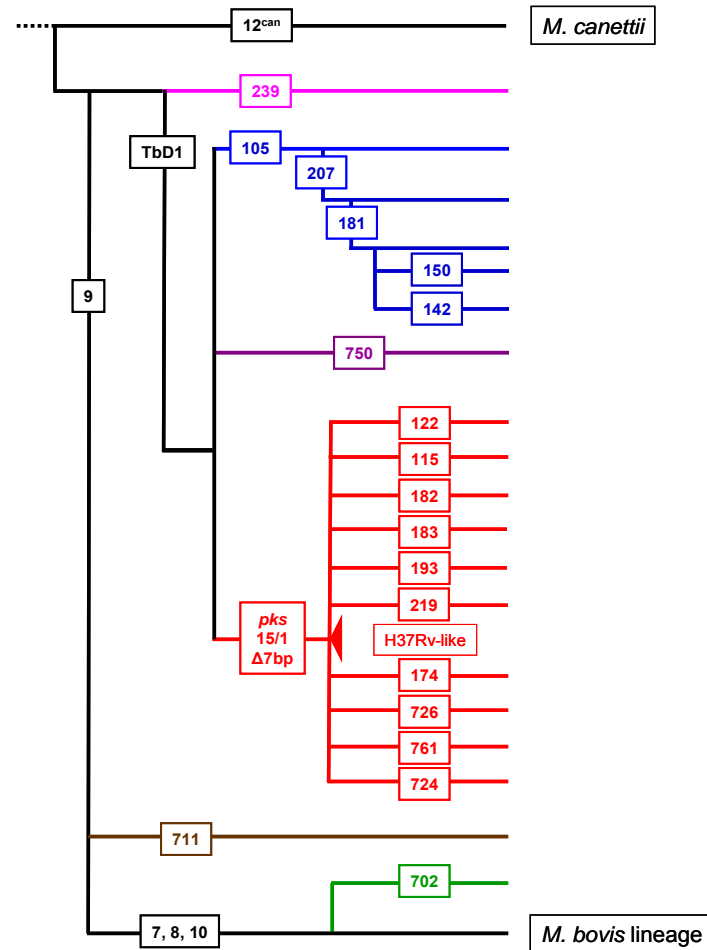 12can
M. canettii
239
TbD1
105
207
181
150
9
142
750
122
115
182
183
193
219
pks
15/1
Δ7bp
H37Rv-like
174
726
761
724
711
702
7, 8, 10
M. bovis lineage